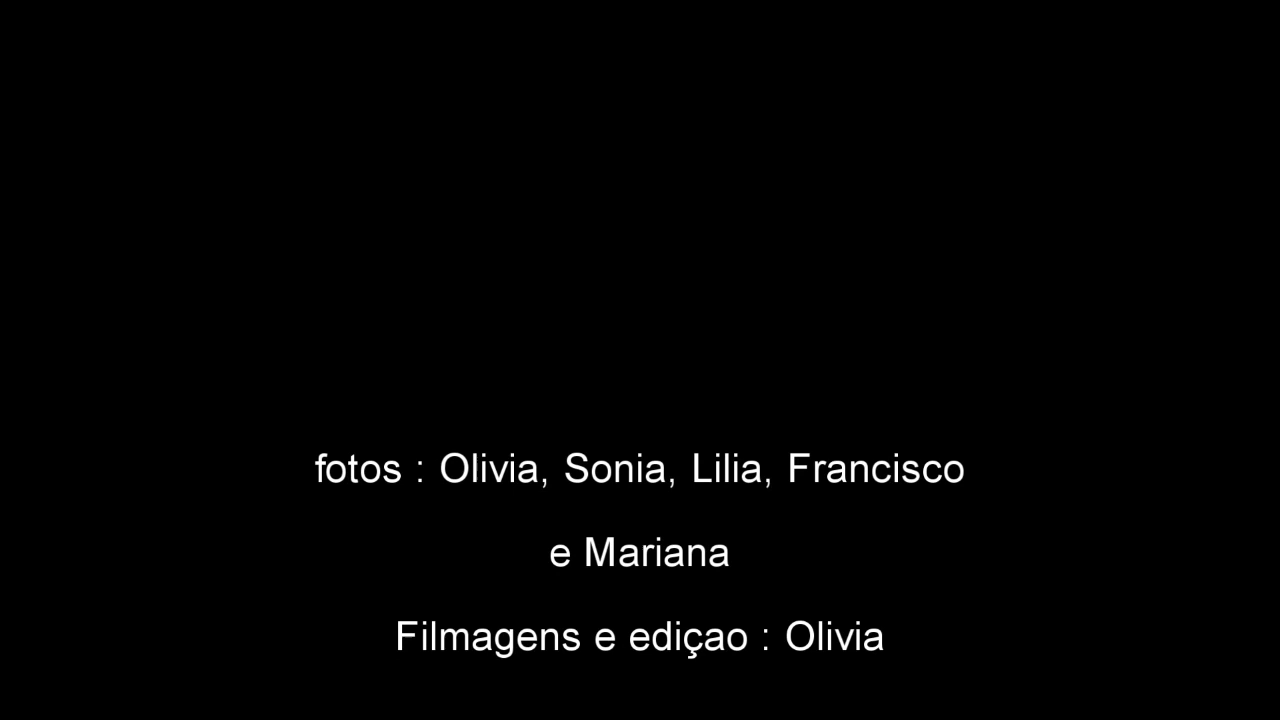 fotos : Olivia, Sonia, Lilia, Francisco
e Mariana
Filmagens e ediçao : Olivia